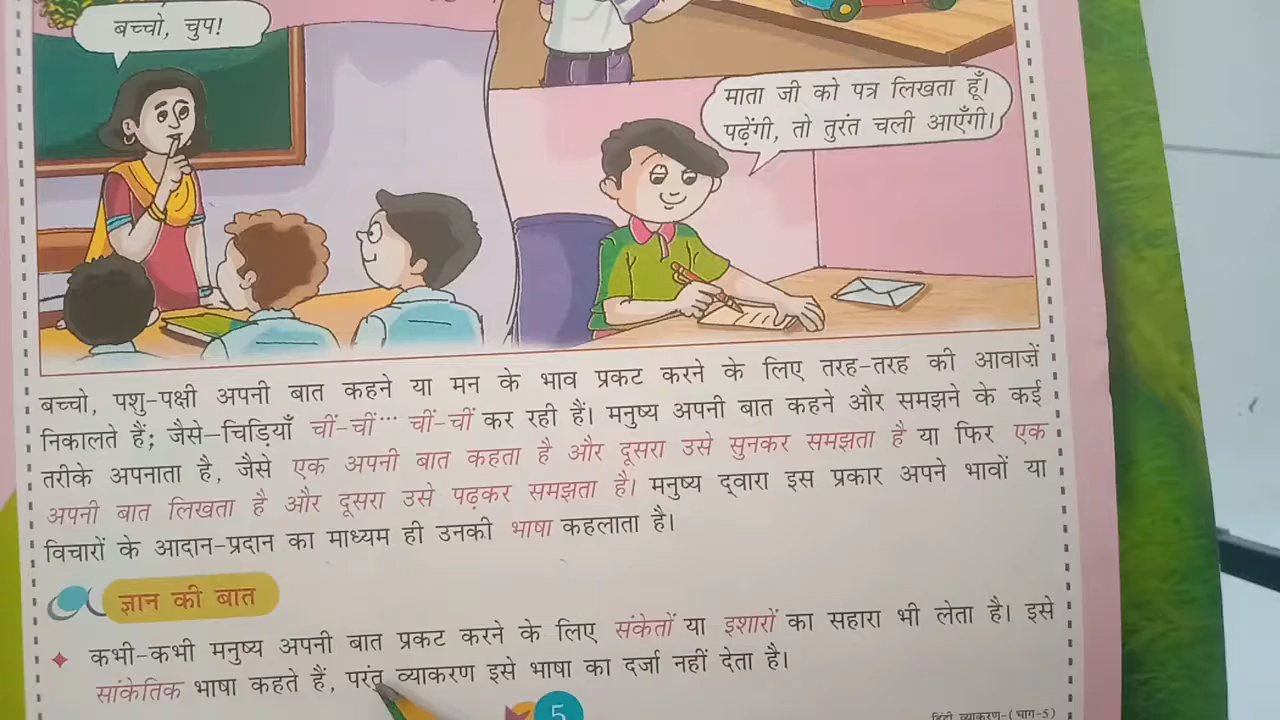 बच्चो, चुप!
माता जी को पत्र लिखता हूँ।
पढ़ेंगी, तो तुरंत चली आएँगी।
बच्चो, पशु-पक्षी अपनी बात कहने या मन के भाव प्रकट करने के लिए तरह-तरह की आवाज़ें
निकालते हैं; जैसे–चिड़ियाँ चीं-चीं··· चीं-चीं कर रही हैं। मनुष्य अपनी बात कहने और समझने के कई
तरीके अपनाता है, जैसे एक अपनी बात कहता है और दूसरा उसे सुनकर समझता है या फिर एक
अपनी बात लिखता है और दूसरा उसे पढ़कर समझता है। मनुष्य द्वारा इस प्रकार अपने भावों या
विचारों के आदान-प्रदान का माध्यम ही उनकी भाषा कहलाता है।
ज्ञान की बात
कभी-कभी मनुष्य अपनी बात प्रकट करने के लिए संकेतों या इशारों का सहारा भी लेता है। इसे
सांकेतिक भाषा कहते हैं, परंतु व्याकरण इसे भाषा का दर्जा नहीं देता है।
5
हिंदी व्याकरण-(भाग-5)